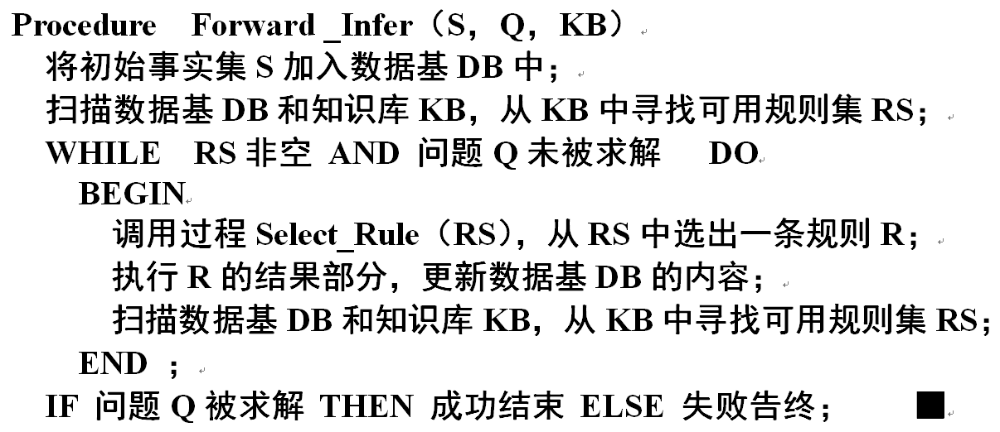 Procedure Forward _Infer（S，Q，KB）
将初始事实集 S 加入数据基 DB 中；
扫描数据基 DB 和知识库 KB，从 KB 中寻找可用规则集 RS；
WHILE RS 非空 AND 问题 Q 未被求解 DO
BEGIN
调用过程 Select_Rule（RS），从 RS 中选出一条规则 R；
执行 R 的结果部分，更新数据基 DB 的内容；
扫描数据基 DB 和知识库 KB，从 KB 中寻找可用规则集 RS；
END ；
IF 问题 Q 被求解 THEN 成功结束 ELSE 失败告终； ■